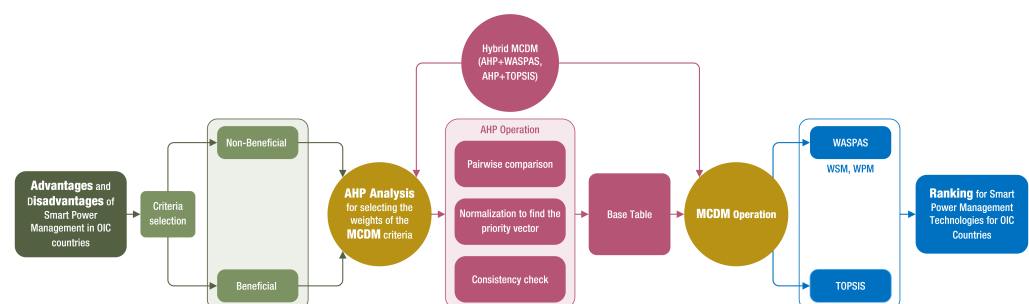 Hybrid MCDM
(AHP+WASPAS,
AHP+TOPSIS)
Advantages and
Disadvantages of
Smart Power
Management in OIC
countries
Criteria
selection
Non-Beneficial
Beneficial
AHP Analysis
for selecting the
weights of the
MCDM criteria
AHP Operation
Pairwise comparison
Normalization to find the
priority vector
Consistency check
Base Table
MCDM Operation
WASPAS
WSM, WPM
TOPSIS
Ranking for Smart
Power Management
Technologies for OIC
Countries